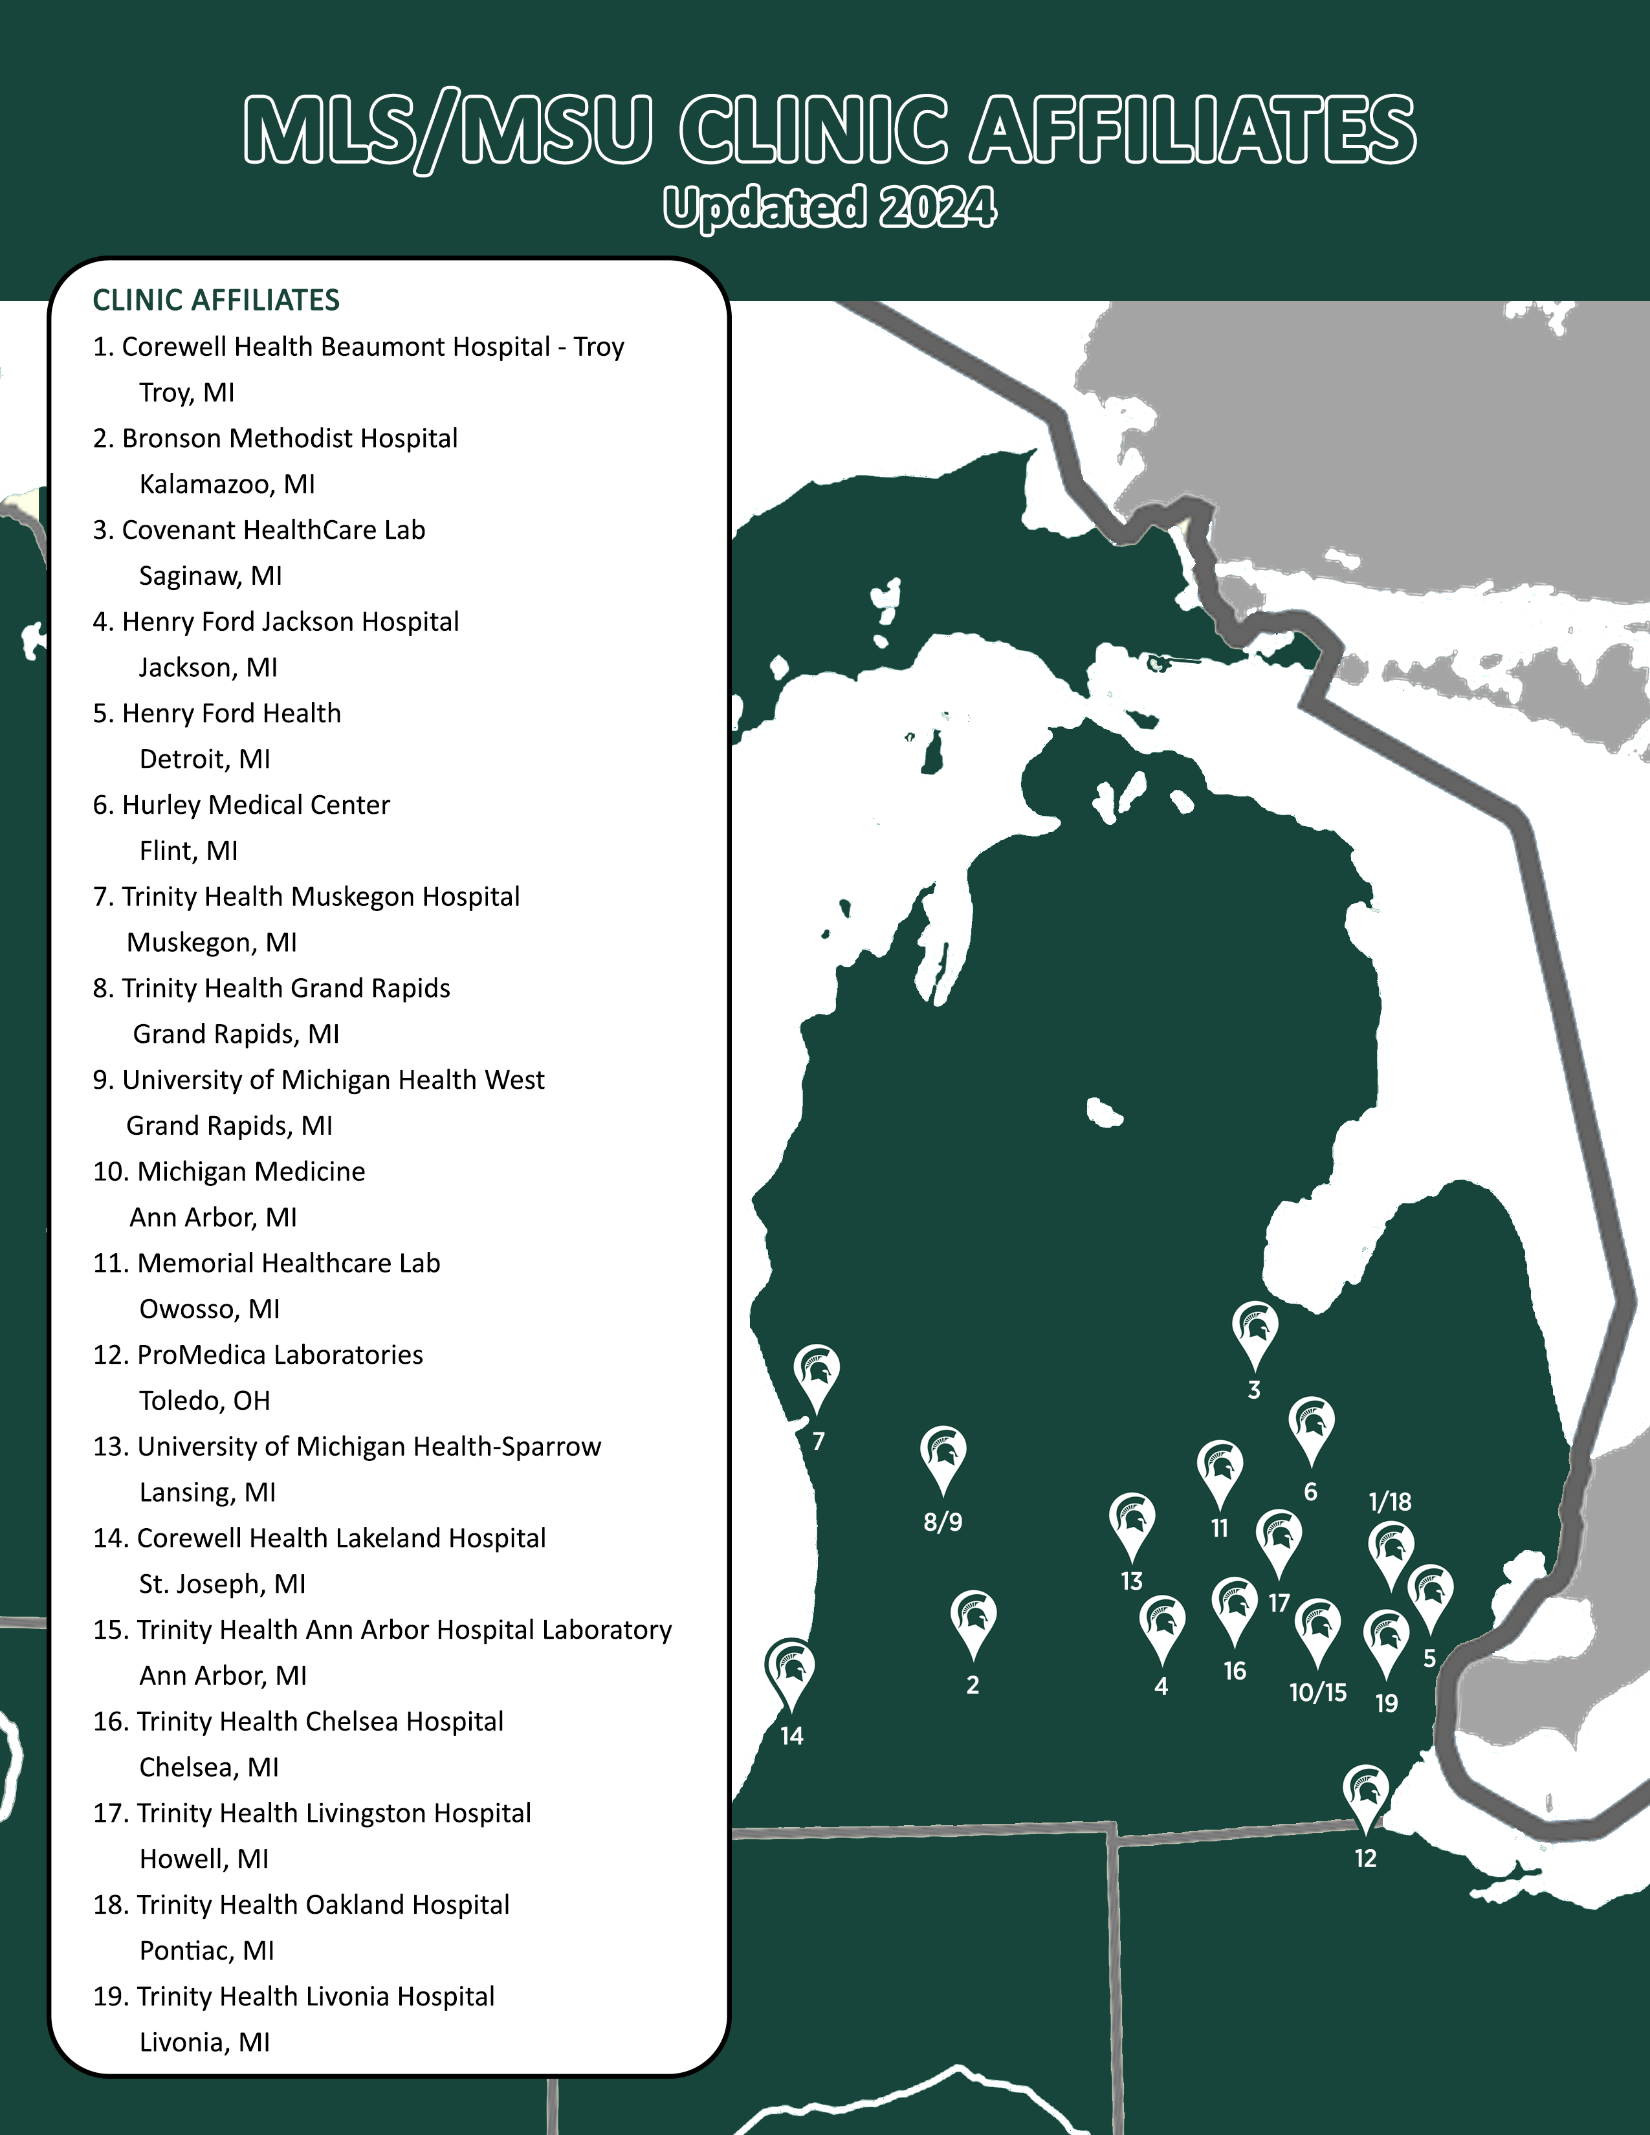 MLS/MSU CLINIC AFFILIATES
Updated 2024
CLINIC AFFILIATES
1. Corewell Health Beaumont Hospital - Troy
Troy, MI
2. Bronson Methodist Hospital
Kalamazoo, MI
3. Covenant HealthCare Lab
Saginaw, MI
4. Henry Ford Jackson Hospital
Jackson, MI
5. Henry Ford Health
Detroit, MI
6. Hurley Medical Center
Flint, MI
7. Trinity Health Muskegon Hospital
Muskegon, MI
8. Trinity Health Grand Rapids
Grand Rapids, MI
9. University of Michigan Health West
Grand Rapids, MI
10. Michigan Medicine
Ann Arbor, MI
11. Memorial Healthcare Lab
Owosso, MI
12. ProMedica Laboratories
Toledo, OH
13. University of Michigan Health-Sparrow
Lansing, MI
14. Corewell Health Lakeland Hospital
St. Joseph, MI
15. Trinity Health Ann Arbor Hospital Laboratory
Ann Arbor, MI
16. Trinity Health Chelsea Hospital
Chelsea, MI
17. Trinity Health Livingston Hospital
Howell, MI
18. Trinity Health Oakland Hospital
Pontiac, MI
19. Trinity Health Livonia Hospital
Livonia, MI
3
7
6
1/18
8/9
11
13
17
5
16
2
4
10/15
19
14
12